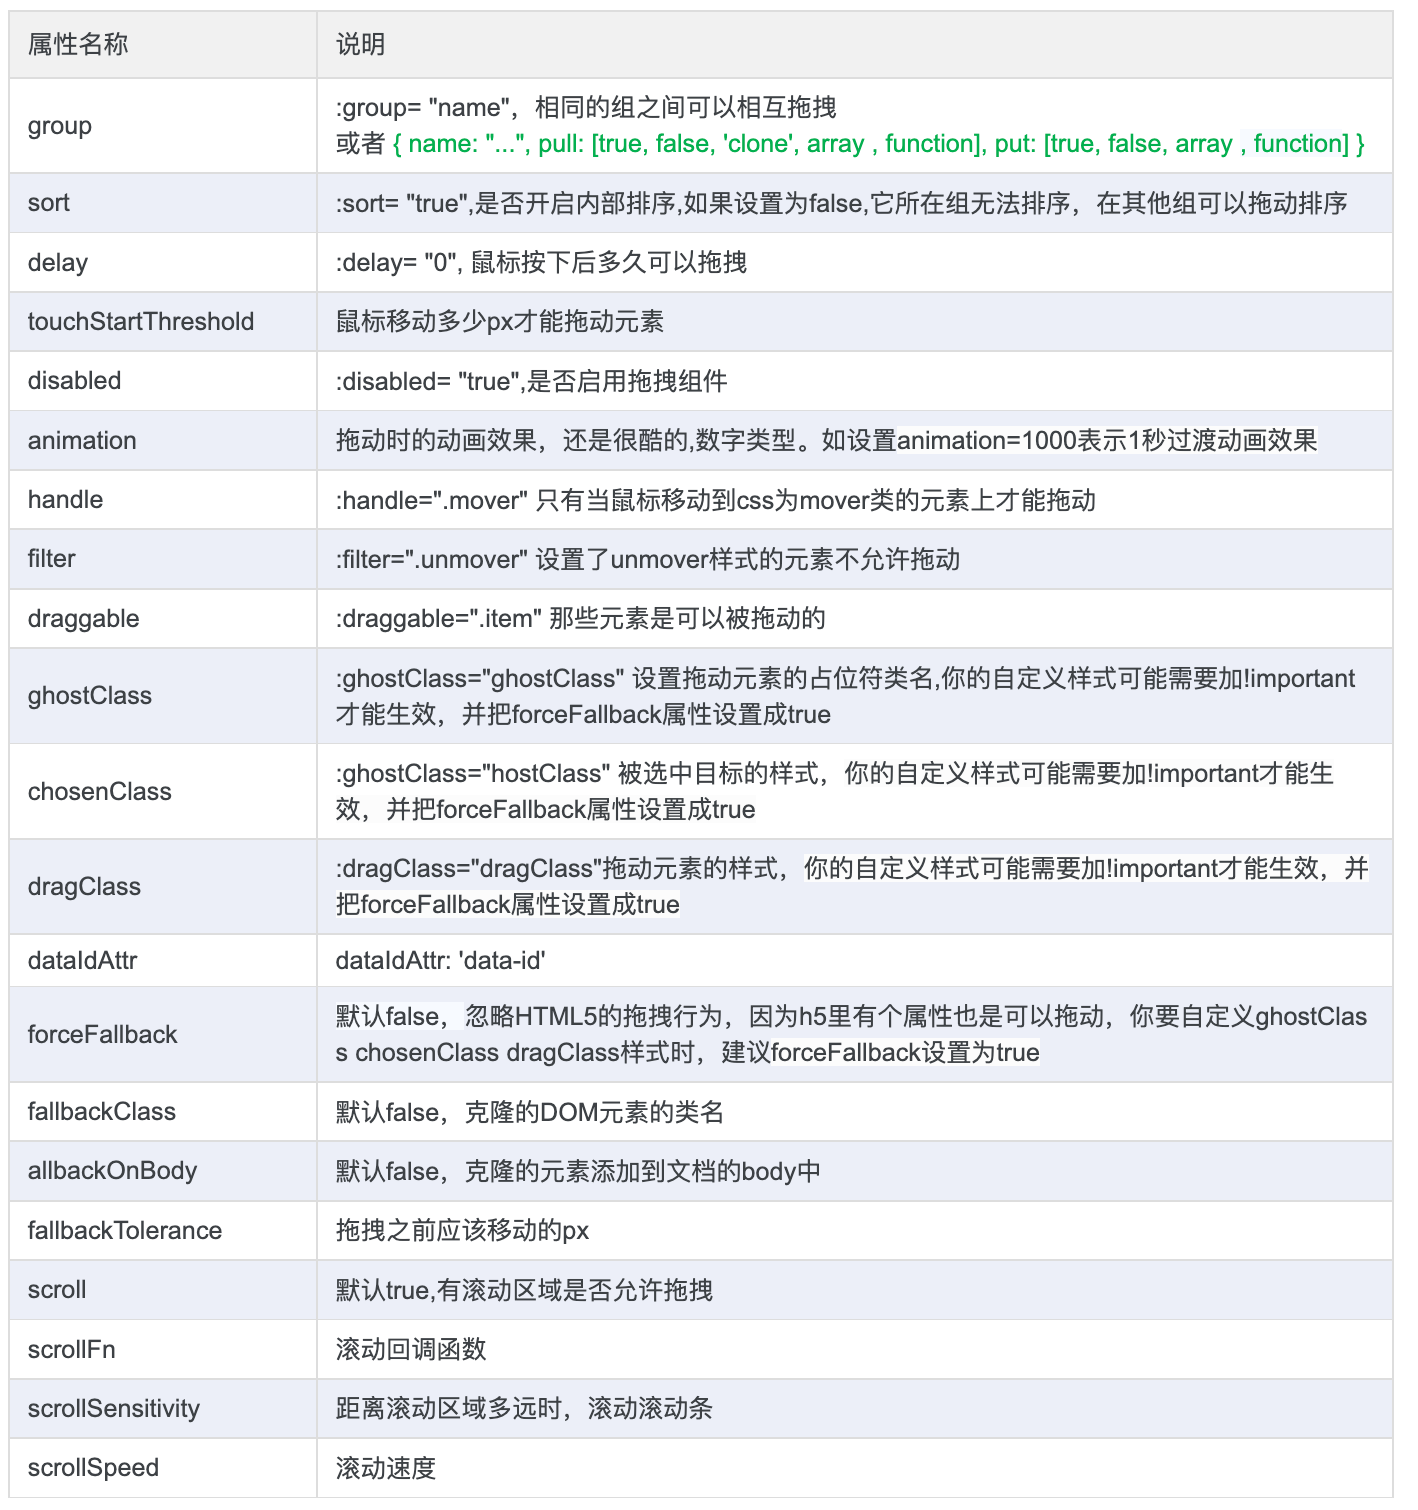 属性名称 说明
group
:group= "name"，相同的组之间可以相互拖拽
或者 { name: "...", pull: [true, false, 'clone', array , function], put: [true, false, array , function] }
sort :sort= "true",是否开启内部排序,如果设置为false,它所在组无法排序，在其他组可以拖动排序
delay :delay= "0", 鼠标按下后多久可以拖拽
touchStartThreshold 鼠标移动多少px才能拖动元素
disabled :disabled= "true",是否启用拖拽组件
animation 拖动时的动画效果，还是很酷的,数字类型。如设置animation=1000表示1秒过渡动画效果
handle :handle=".mover" 只有当鼠标移动到css为mover类的元素上才能拖动
filter :filter=".unmover" 设置了unmover样式的元素不允许拖动
draggable :draggable=".item" 那些元素是可以被拖动的
ghostClass
:ghostClass="ghostClass" 设置拖动元素的占位符类名,你的自定义样式可能需要加!important
才能生效，并把forceFallback属性设置成true
chosenClass
:ghostClass="hostClass" 被选中目标的样式，你的自定义样式可能需要加!important才能生
效，并把forceFallback属性设置成true
dragClass
:dragClass="dragClass"拖动元素的样式，你的自定义样式可能需要加!important才能生效，并
把forceFallback属性设置成true
dataIdAttr dataIdAttr: 'data-id'
forceFallback
默认false，忽略HTML5的拖拽行为，因为h5里有个属性也是可以拖动，你要自定义ghostClas
s chosenClass dragClass样式时，建议forceFallback设置为true
fallbackClass 默认false，克隆的DOM元素的类名
allbackOnBody 默认false，克隆的元素添加到文档的body中
fallbackTolerance 拖拽之前应该移动的px
scroll 默认true,有滚动区域是否允许拖拽
scrollFn 滚动回调函数
scrollSensitivity 距离滚动区域多远时，滚动滚动条
scrollSpeed 滚动速度